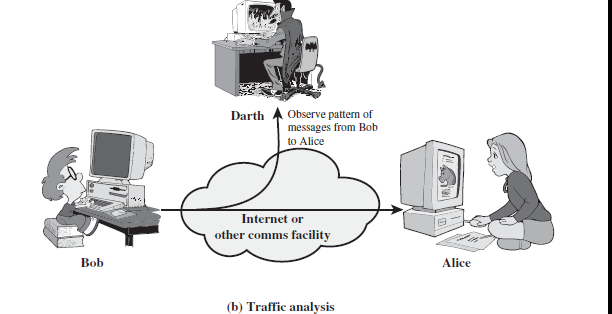 Darth
Observe pattern of
messages from Bob
to Alice
Internet or
other comms facility
Bob
Alice
(b) Traffic analysis